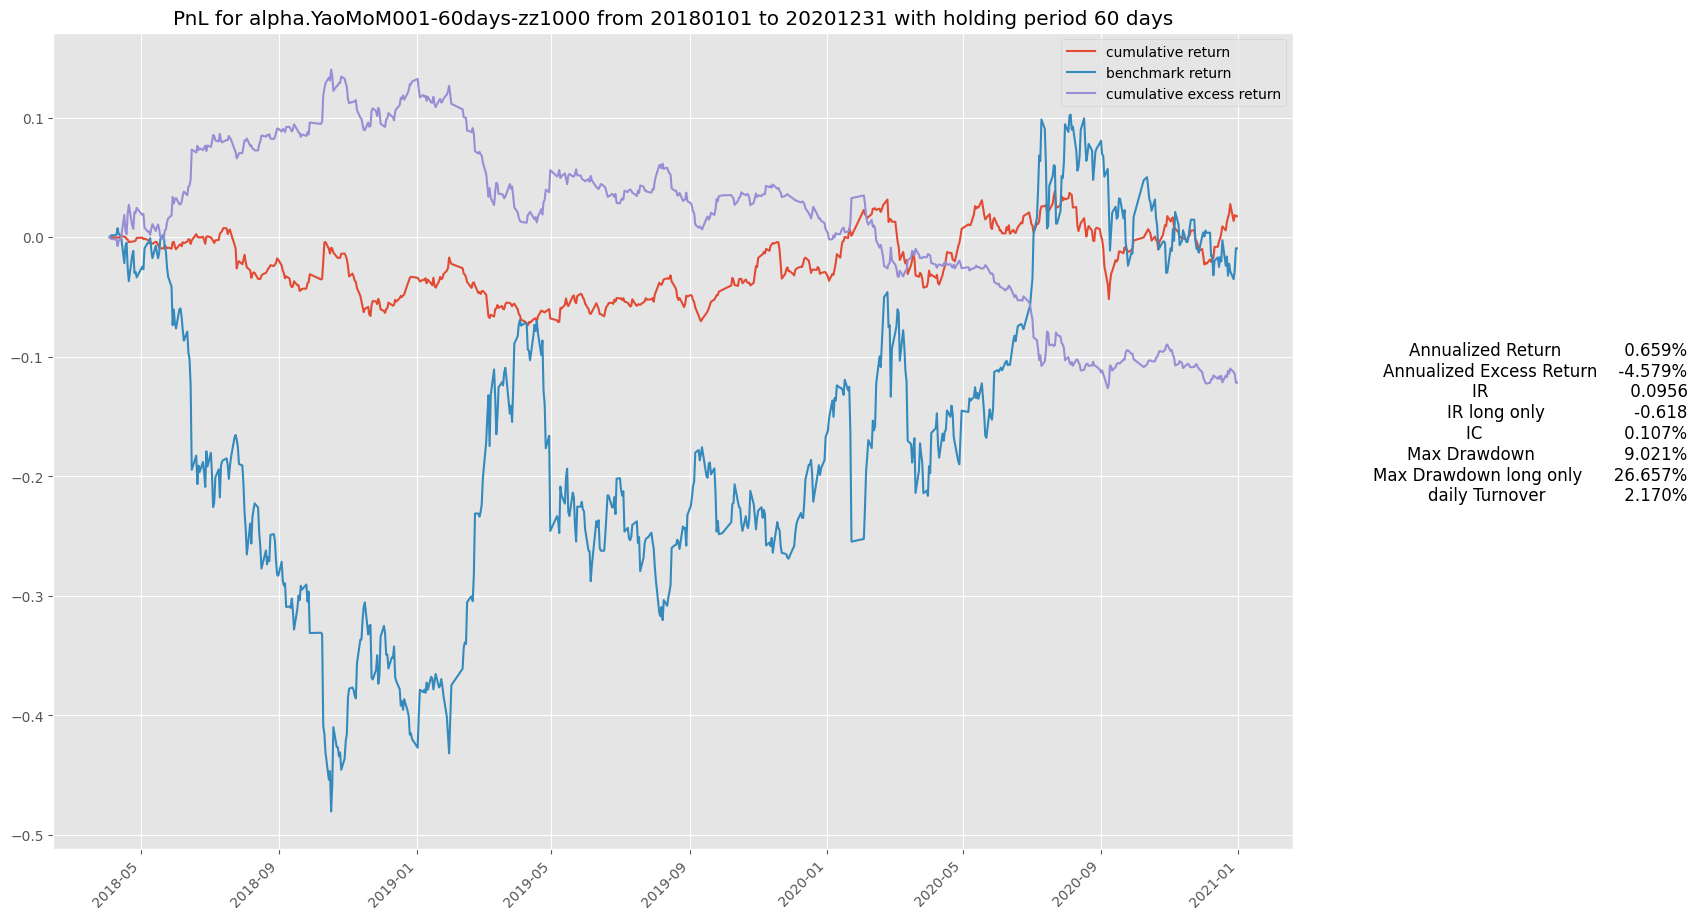 PnL for alpha.YaoMoM001-60days-zz1000 from 20180101 to 20201231 with holding period 60 days
cumulative return
benchmark return
cumulative excess return
0.1
0.0
−0.1
−0.2
−0.3
−0.4
−0.5
2018-05
2018-09
2019-01
2019-05
2019-09
2020-01
2020-05
2020-09
2021-01
Annualized Return 0.659%
Annualized Excess Return -4.579%
IR 0.0956
IR long only -0.618
IC 0.107%
Max Drawdown 9.021%
Max Drawdown long only 26.657%
daily Turnover 2.170%